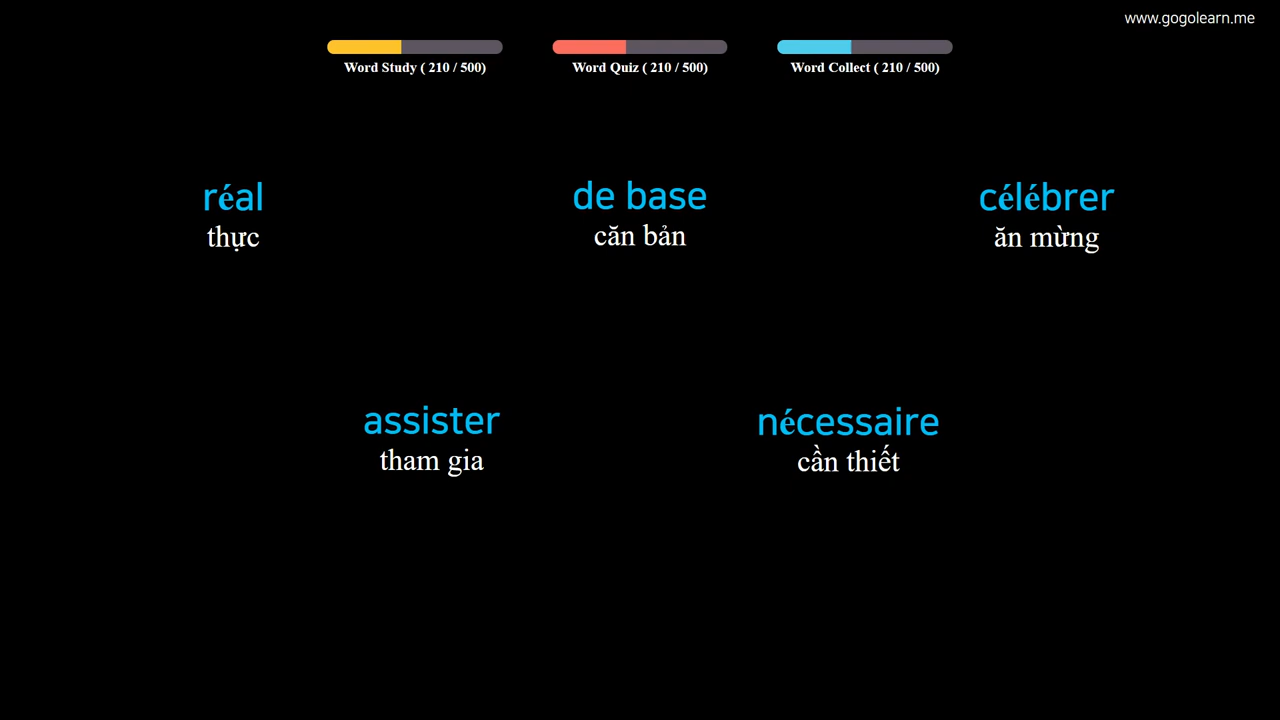 www.gogolearn.me
Word Study ( 210 / 500)
Word Quiz ( 210 / 500)
Word Collect ( 210 / 500)
réal
thực
de base
căn bản
célébrer
ăn mừng
assister
tham gia
nécessaire
cần thiết